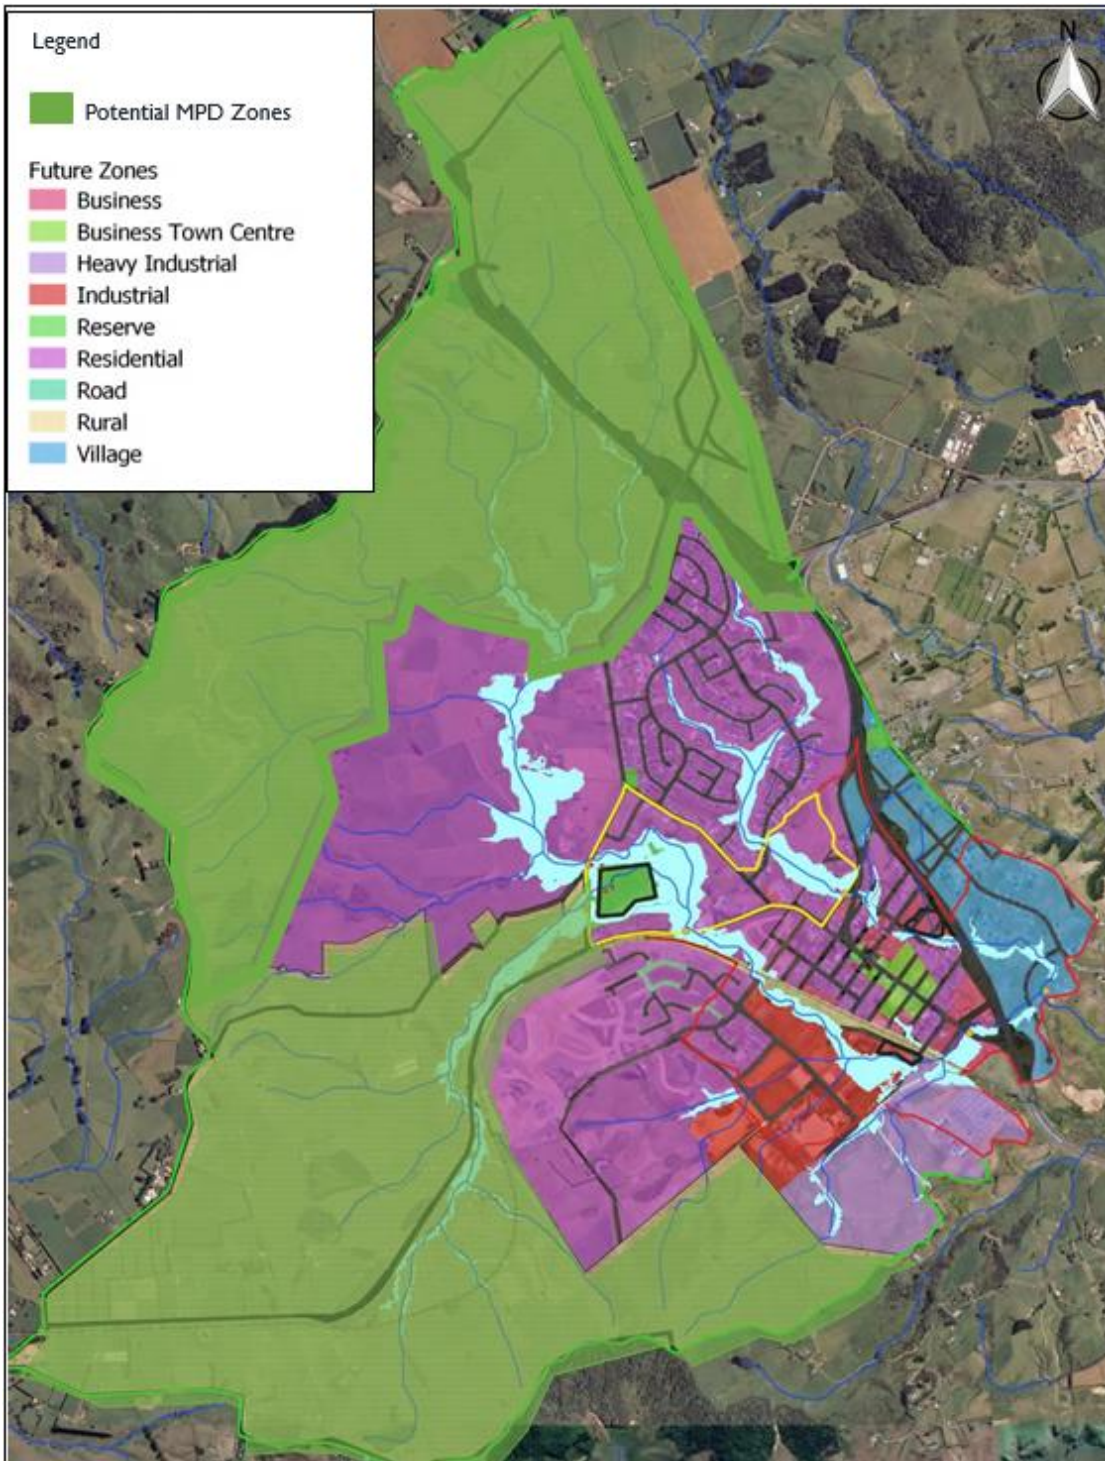 N
Legend
Potential MPD Zones
Future Zones
Business
Business Town Centre
Heavy Industrial
Industrial
Reserve
Residential
Road
Rural
Village